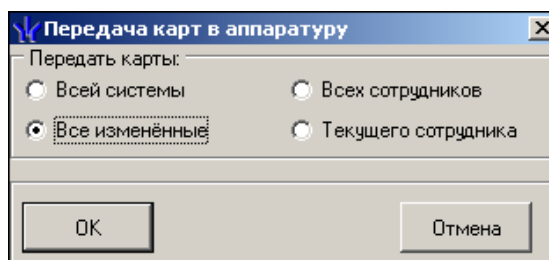 Передача карт в аппаратуру
Передать карты:
Всей системы
Всех сотрудников
Все изменённые
Текущего сотрудника
OK
Отмена